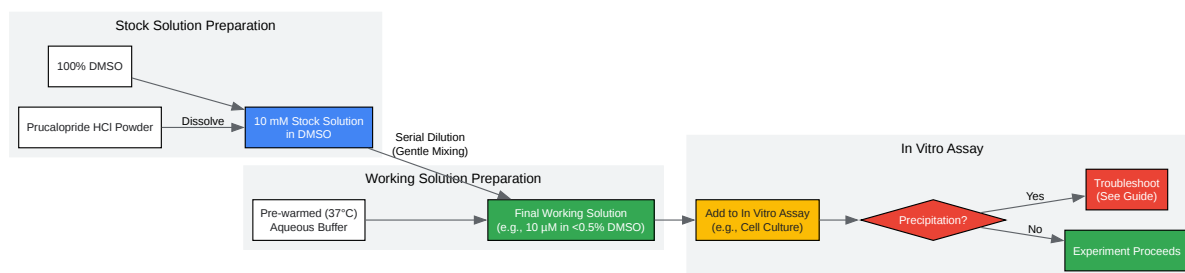 Stock Solution Preparation
100% DMSO
Prucalopride HCl Powder
Dissolve
10 mM Stock Solution
in DMSO
Serial Dilution
(Gentle Mixing)
Working Solution Preparation
Pre-warmed (37°C)
Aqueous Buffer
Final Working Solution
(e.g., 10 µM in <0.5% DMSO)
In Vitro Assay
Add to In Vitro Assay
(e.g., Cell Culture)
Precipitation?
Yes
Troubleshoot
(See Guide)
No
Experiment Proceeds